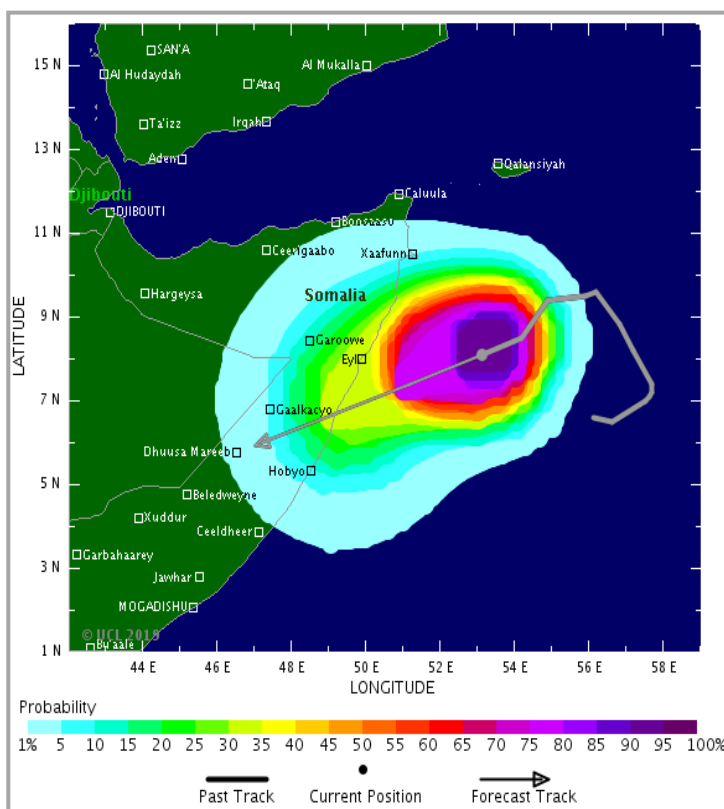 15 N
13 N
11 N
9 N
7 N
5 N
3 N
1 N
LATITUDE
SAN'A
Al Hudaydah
Al Mukalla
'Ataq
Ta'izz
Irqah
Aden
Qalansiyah
Djibouti
DJIBOUTI
Caluula
Boosaaso
Ceerigaabo
Xaafuun
Hargeysa
Somalia
Garoowe
Eyl
Gaalkacyo
Dhuusa Mareeb
Hobyo
Beledweyne
Xuddur
Ceeldheer
Garbahaarey
Jawhar
MOGADISHU
© UCL 2019
Bu'aale
44 E 46 E 48 E 50 E 52 E 54 E 56 E 58 E
LONGITUDE
Probability
1% 5 10 15 20 25 30 35 40 45 50 55 60 65 70 75 80 85 90 95 100%
Past Track Current Position Forecast Track